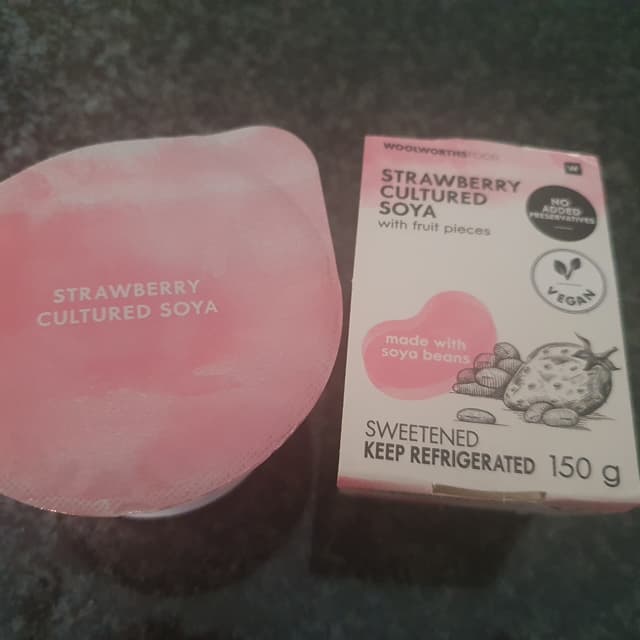 STRAWBERRY
CULTURED SOYA
WOOLWORTHS FOOD
STRAWBERRY
CULTURED
SOYA
with fruit pieces
NO
ADDED
PRESERVATIVES
VEGAN
made with
soya beans
SWEETENED
KEEP REFRIGERATED 150 g